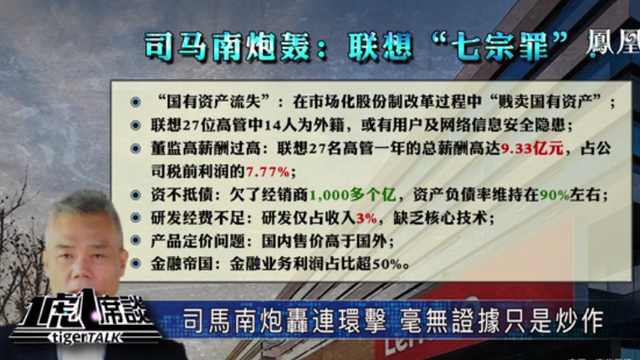 司马南炮轰：联想“七宗罪”！
鳳凰
“国有资产流失”：在市场化股份制改革过程中“贱卖国有资产”；
联想27位高管中14人为外籍，或有用户及网络信息安全隐患；
董监高薪酬过高：联想27名高管一年的总薪酬高达9.33亿元，占公
司税前利润的7.77%；
资不抵债：欠了经销商1,000多个亿，资产负债率维持在90%左右；
研发经费不足：研发仅占收入3%，缺乏核心技术；
产品定价问题：国内售价高于国外；
金融帝国：金融业务利润占比超50%。
虎席談
tigerTALK
司馬南炮轟連環擊 毫無證據只是炒作